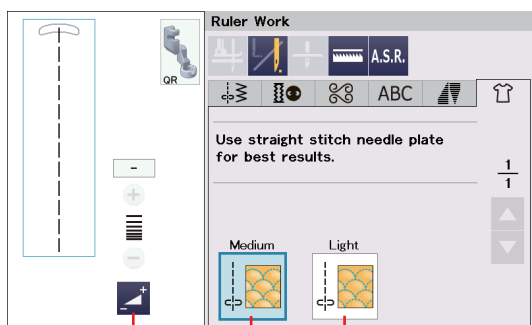 Ruler Work
QR
A.S.R.
ABC
Use straight stitch needle plate
for best results.
1
1
-
+
-
+
-
Medium
Light